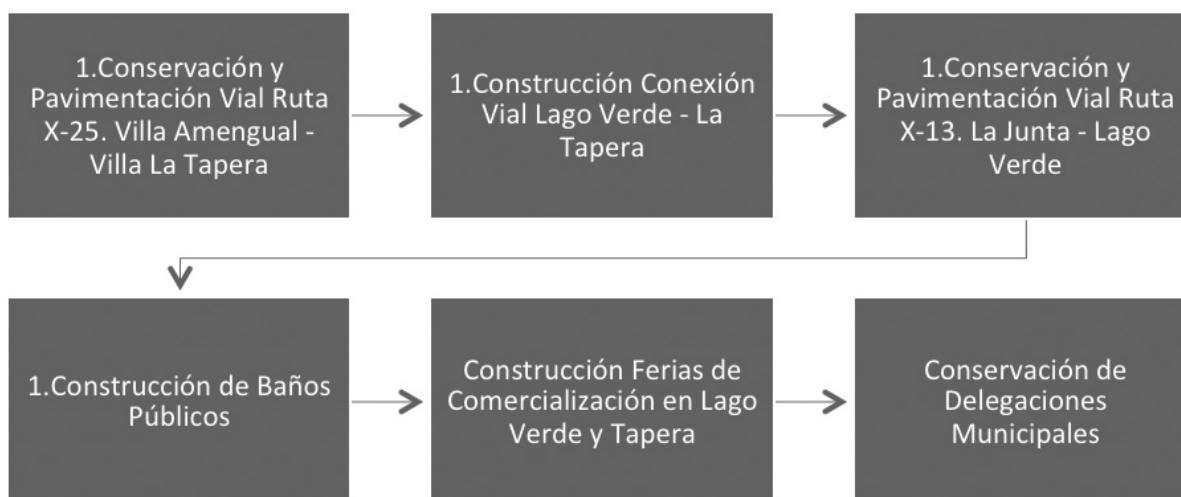 1.Conservación y
Pavimentación Vial Ruta
X-25. Villa Amengual -
Villa La Tapera
1.Construcción Conexión
Vial Lago Verde - La
Tapera
1.Conservación y
Pavimentación Vial Ruta
X-13. La Junta - Lago
Verde
1.Construcción de Baños
Públicos
Construcción Ferias de
Comercialización en Lago
Verde y Tapera
Conservación de
Delegaciones
Municipales